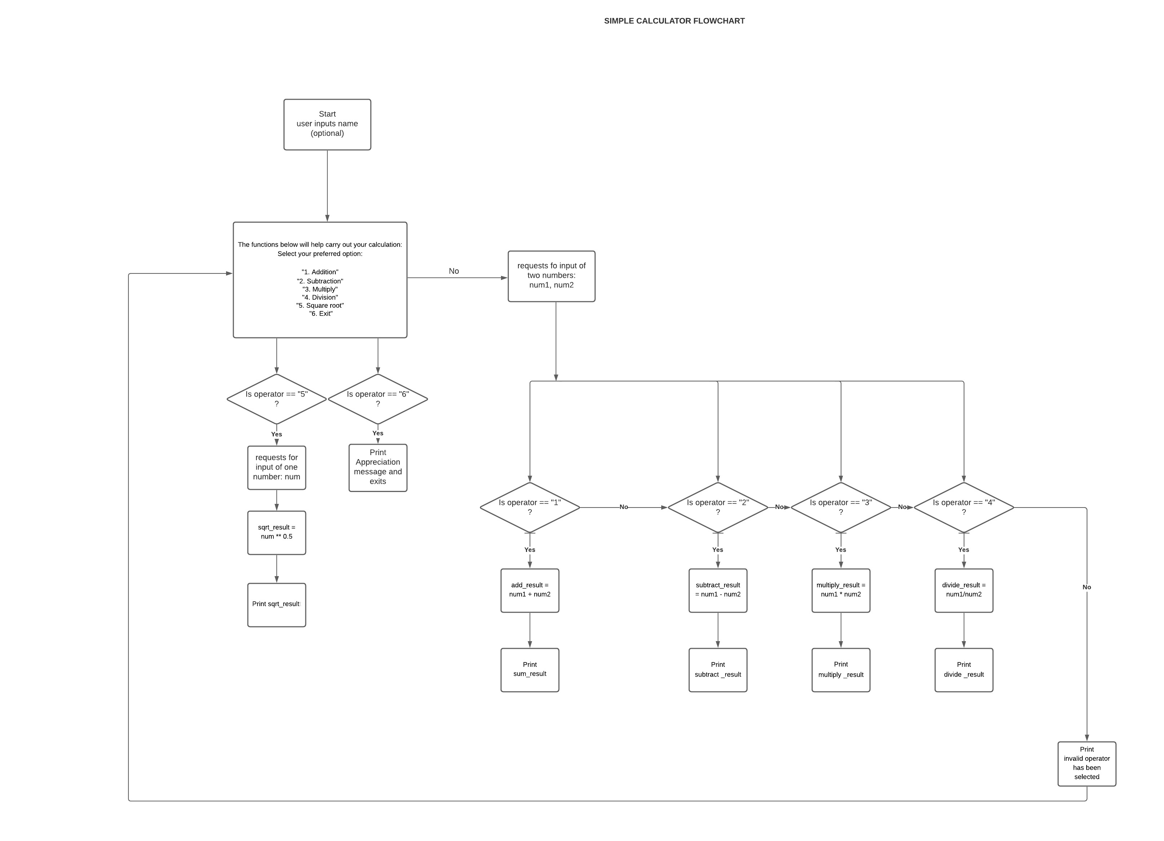 SIMPLE CALCULATOR FLOWCHART
Start
user inputs name
(optional)
The functions below will help carry out your calculation:
Select your preferred option:
"1. Addition"
"2. Subtraction"
"3. Multiply"
"4. Division"
"5. Square root"
"6. Exit"
No
requests fo input of
two numbers:
num1, num2
Is operator == "5"
?
Is operator == "6"
?
Yes
Yes
requests for
input of one
number: num
Print
Appreciation
message and
exits
sqrt_result =
num ** 0.5
Print sqrt_result:
Is operator == "1"
?
No
Is operator == "2"
?
No
Is operator == "3"
?
No
Is operator == "4"
?
Yes
Yes
Yes
Yes
No
add_result =
num1 + num2
subtract_result
= num1 - num2
multiply_result =
num1 * num2
divide_result =
num1/num2
Print
sum_result
Print
subtract _result
Print
multiply _result
Print
divide _result
Print
invalid operator
has been
selected